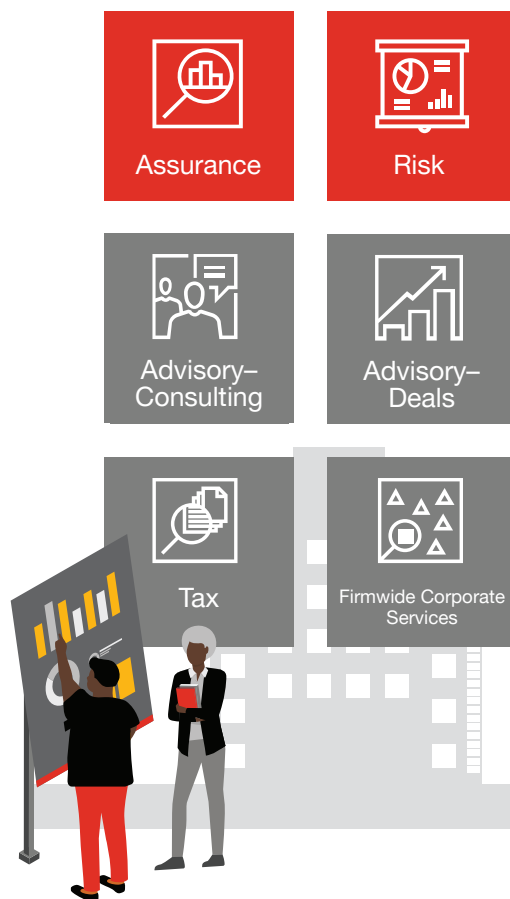 Assurance
Risk
Advisory–
Consulting
Advisory–
Deals
Tax
Firmwide Corporate
Services